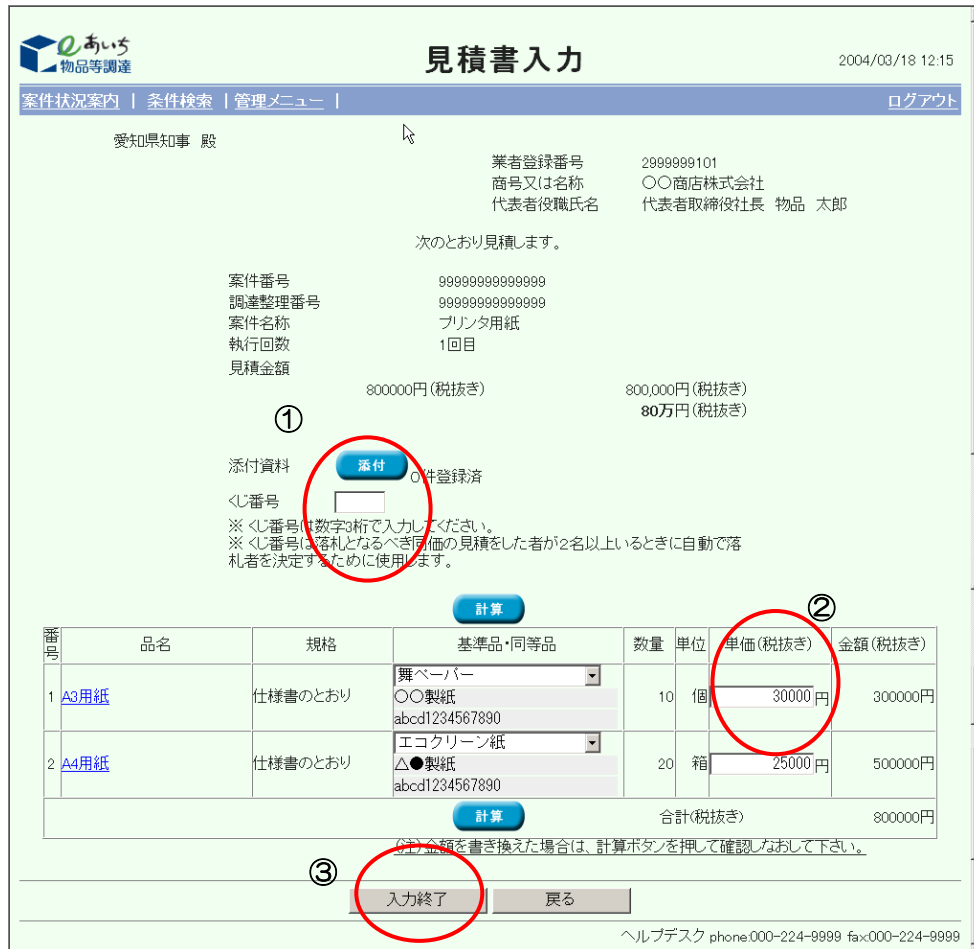 あいち
物品等調達
見積書入力
2004/03/18 12:15
案件状況案内 | 条件検索 | 管理メニュー | ログアウト
愛知県知事 殿
業者登録番号 2999999101
商号又は名称 〇〇商店株式会社
代表者役職氏名 代表者取締役社長 物品 太郎
次のとおり見積します。
案件番号 99999999999999
調達整理番号 99999999999999
案件名称 プリンタ用紙
執行回数 1回目
見積金額
800000円(税抜き) 800,000円(税抜き)
80万円(税抜き)
①
添付資料 添付 0件登録済
くじ番号
※ くじ番号は数字3桁で入力してください。
※ くじ番号は落札となるべき同価の見積をした者が2名以上いるときに自動で落
札者を決定するために使用します。
計算
②
番号 品名 規格 基準品・同等品 数量 単位 単価(税抜き) 金額(税抜き)
1 A3用紙 仕様書のとおり 舞ペーパー 10 個 30000 円 300000円
〇〇製紙
abcd1234567890
2 A4用紙 仕様書のとおり エコクリーン紙 20 箱 25000 円 500000円
△●製紙
abcd1234567890
計算 合計(税抜き) 800000円
(注)金額を書き換えた場合は、計算ボタンを押して確認しなおして下さい。
③
入力終了 戻る
ヘルプデスク phone:000-224-9999 fax:000-224-9999